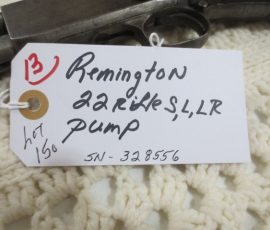 13
Remington
22 Rifle S, L, LR
pump
Lot
150
SN - 328556